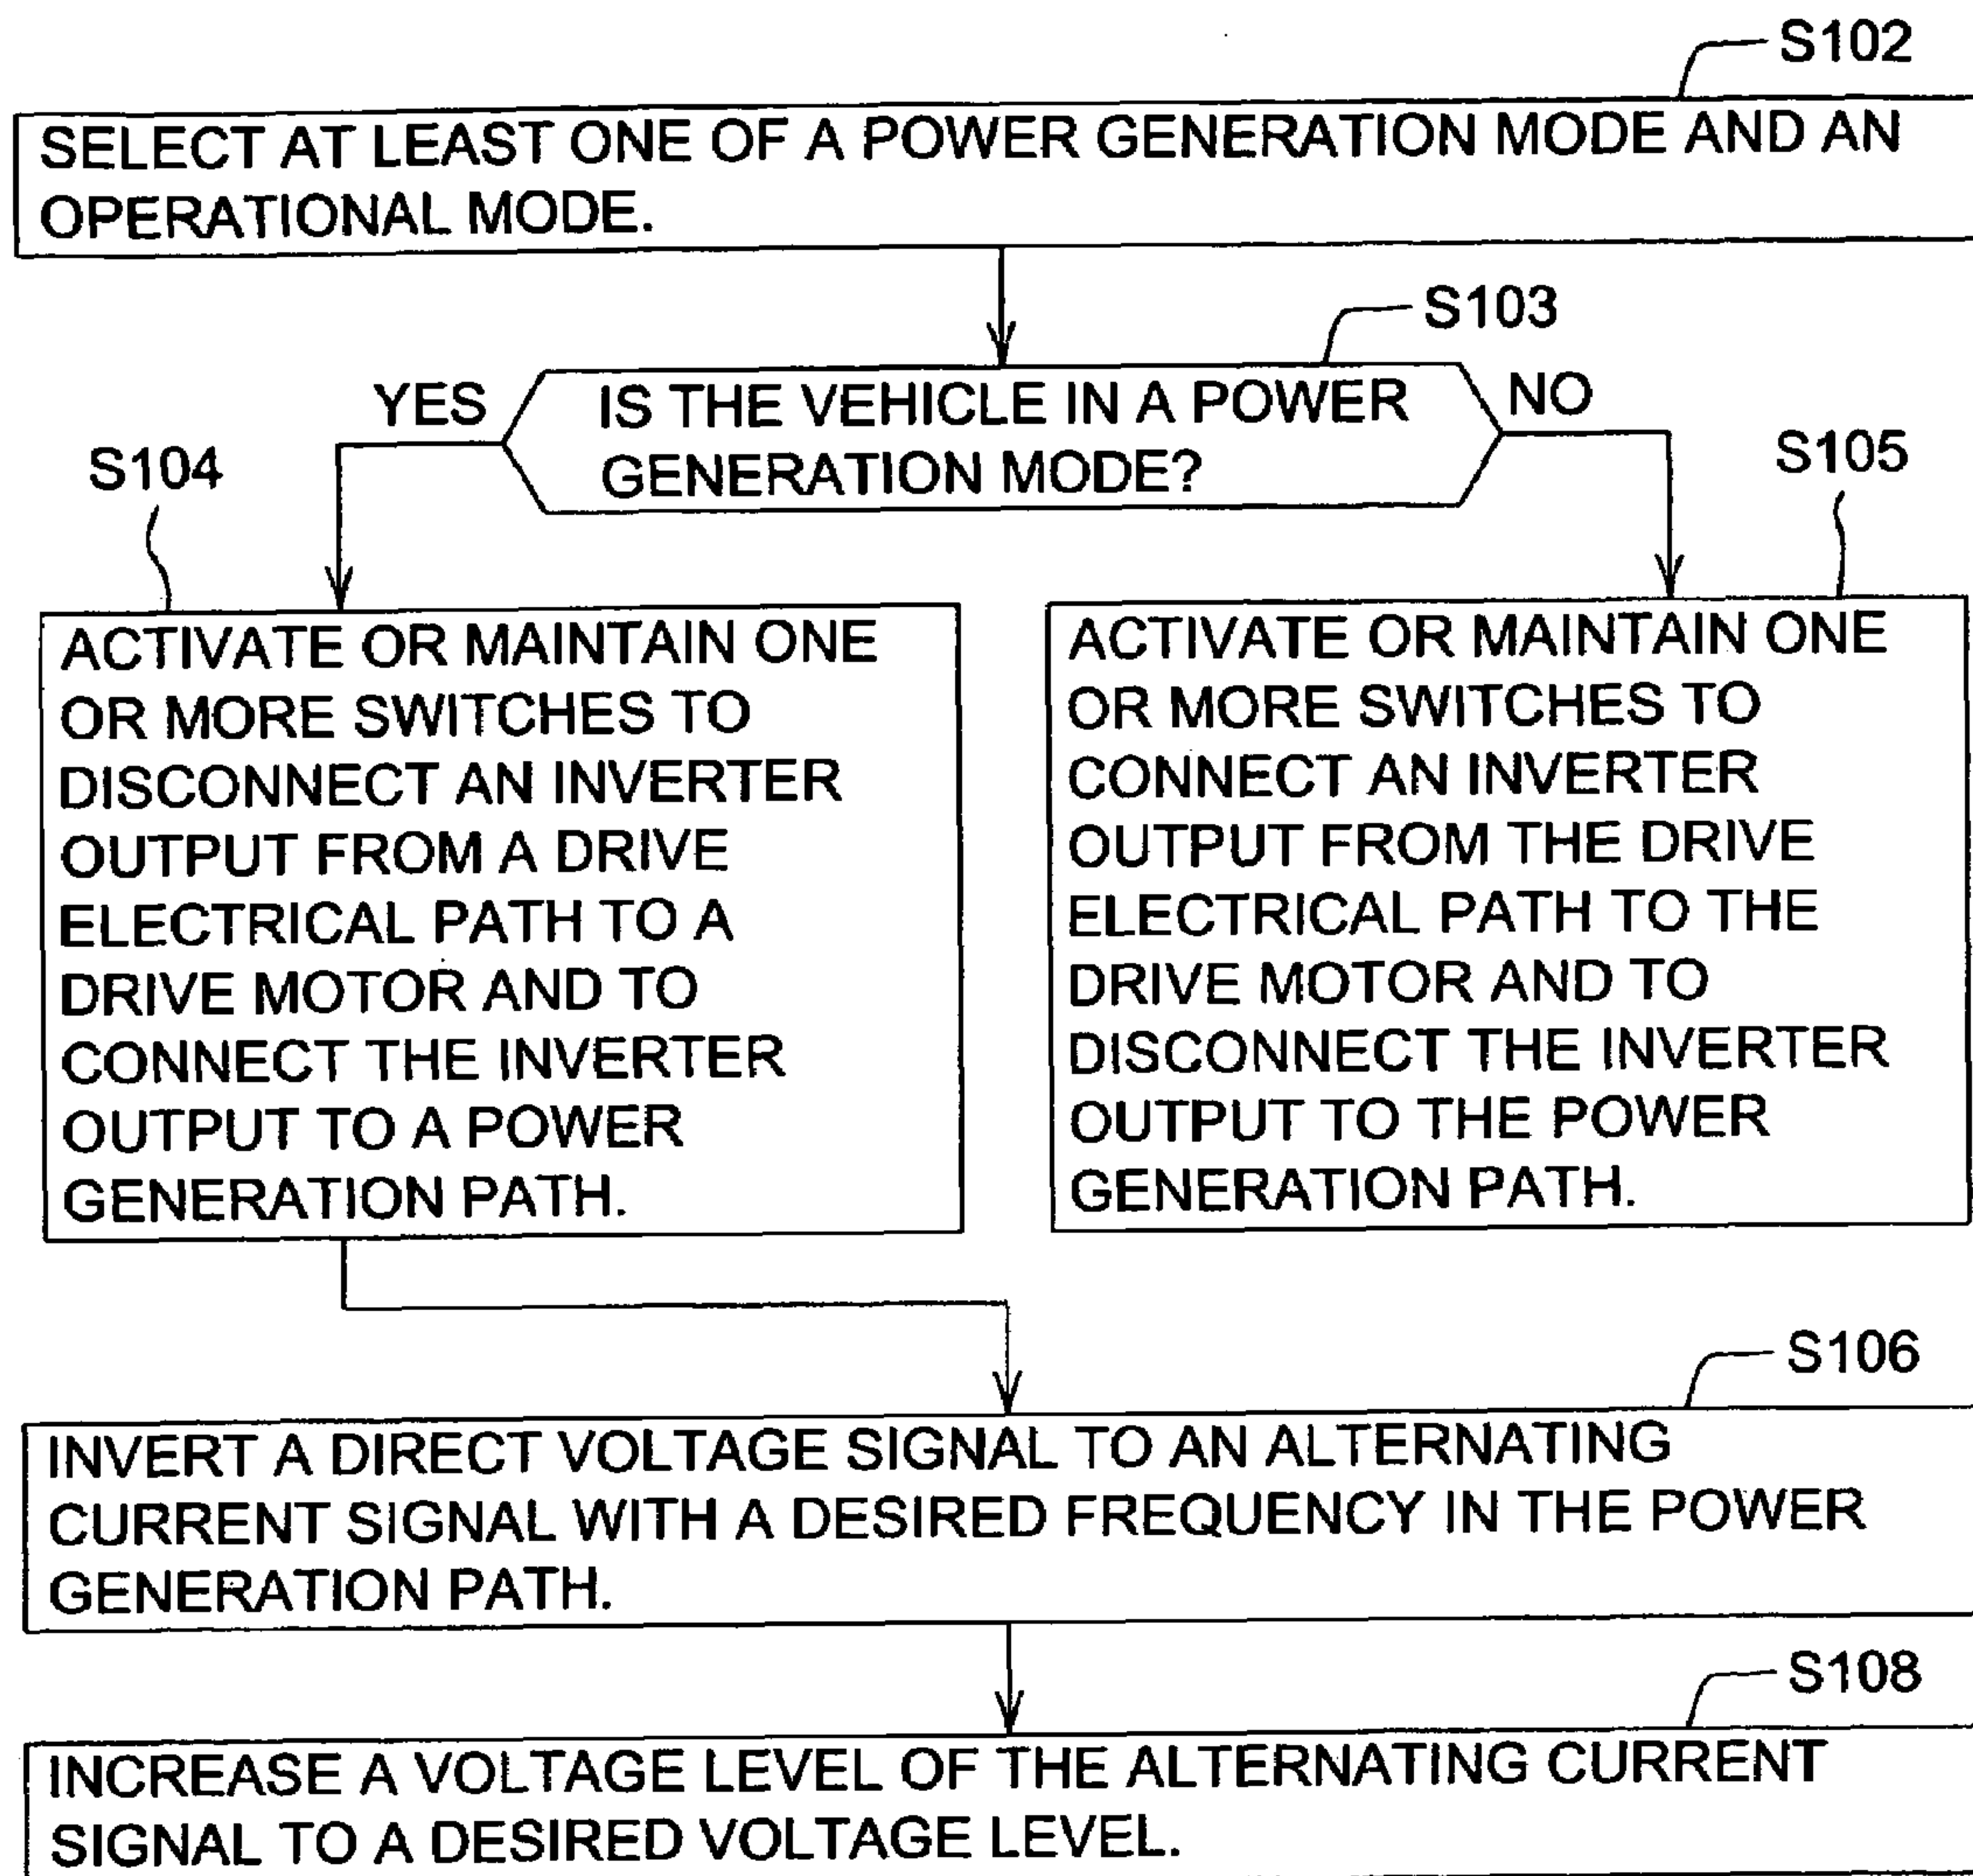 S102
SELECT AT LEAST ONE OF A POWER GENERATION MODE AND AN
OPERATIONAL MODE.
S103
YES
IS THE VEHICLE IN A POWER
GENERATION MODE?
NO
S104
S105
ACTIVATE OR MAINTAIN ONE
OR MORE SWITCHES TO
DISCONNECT AN INVERTER
OUTPUT FROM A DRIVE
ELECTRICAL PATH TO A
DRIVE MOTOR AND TO
CONNECT THE INVERTER
OUTPUT TO A POWER
GENERATION PATH.
ACTIVATE OR MAINTAIN ONE
OR MORE SWITCHES TO
CONNECT AN INVERTER
OUTPUT FROM THE DRIVE
ELECTRICAL PATH TO THE
DRIVE MOTOR AND TO
DISCONNECT THE INVERTER
OUTPUT TO THE POWER
GENERATION PATH.
S106
INVERT A DIRECT VOLTAGE SIGNAL TO AN ALTERNATING
CURRENT SIGNAL WITH A DESIRED FREQUENCY IN THE POWER
GENERATION PATH.
S108
INCREASE A VOLTAGE LEVEL OF THE ALTERNATING CURRENT
SIGNAL TO A DESIRED VOLTAGE LEVEL.